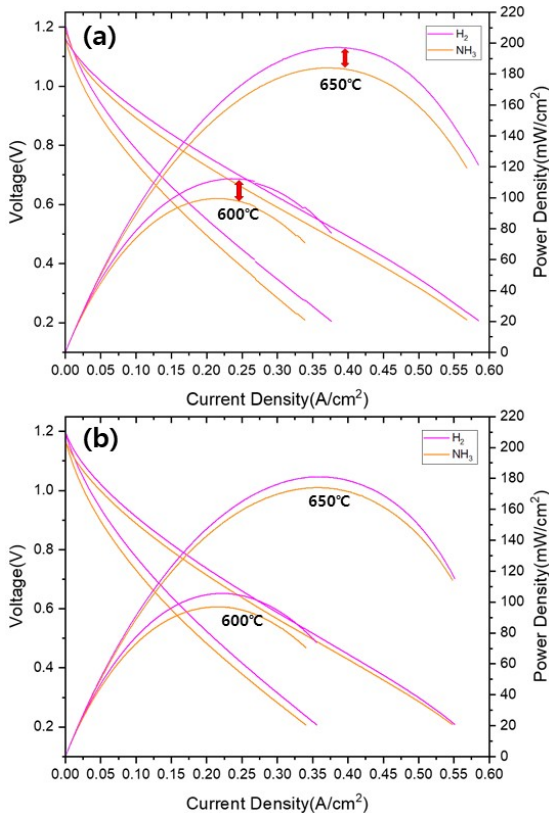 (a)
H₂
NH₃
650℃
600℃
Voltage(V)
1.2
1.0
0.8
0.6
0.4
0.2
Power Density(mW/cm²)
220
200
180
160
140
120
100
80
60
40
20
0
0.00 0.05 0.10 0.15 0.20 0.25 0.30 0.35 0.40 0.45 0.50 0.55 0.60
Current Density(A/cm²)
(b)
H₂
NH₃
650℃
600℃
Voltage(V)
1.2
1.0
0.8
0.6
0.4
0.2
Power Density(mW/cm²)
220
200
180
160
140
120
100
80
60
40
20
0
0.00 0.05 0.10 0.15 0.20 0.25 0.30 0.35 0.40 0.45 0.50 0.55 0.60
Current Density(A/cm²)